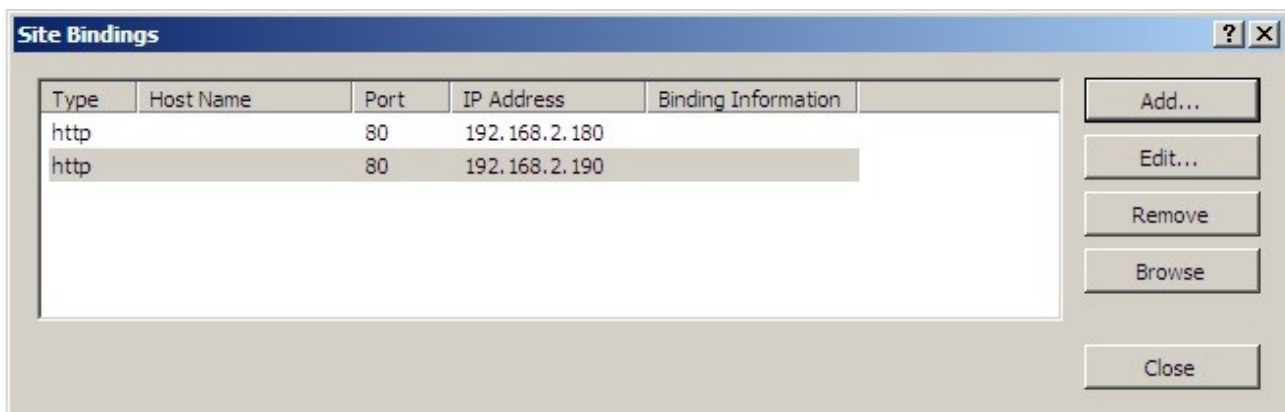 Site Bindings
Type Host Name Port IP Address Binding Information
http 80 192.168.2.180
http 80 192.168.2.190
Add...
Edit...
Remove
Browse
Close